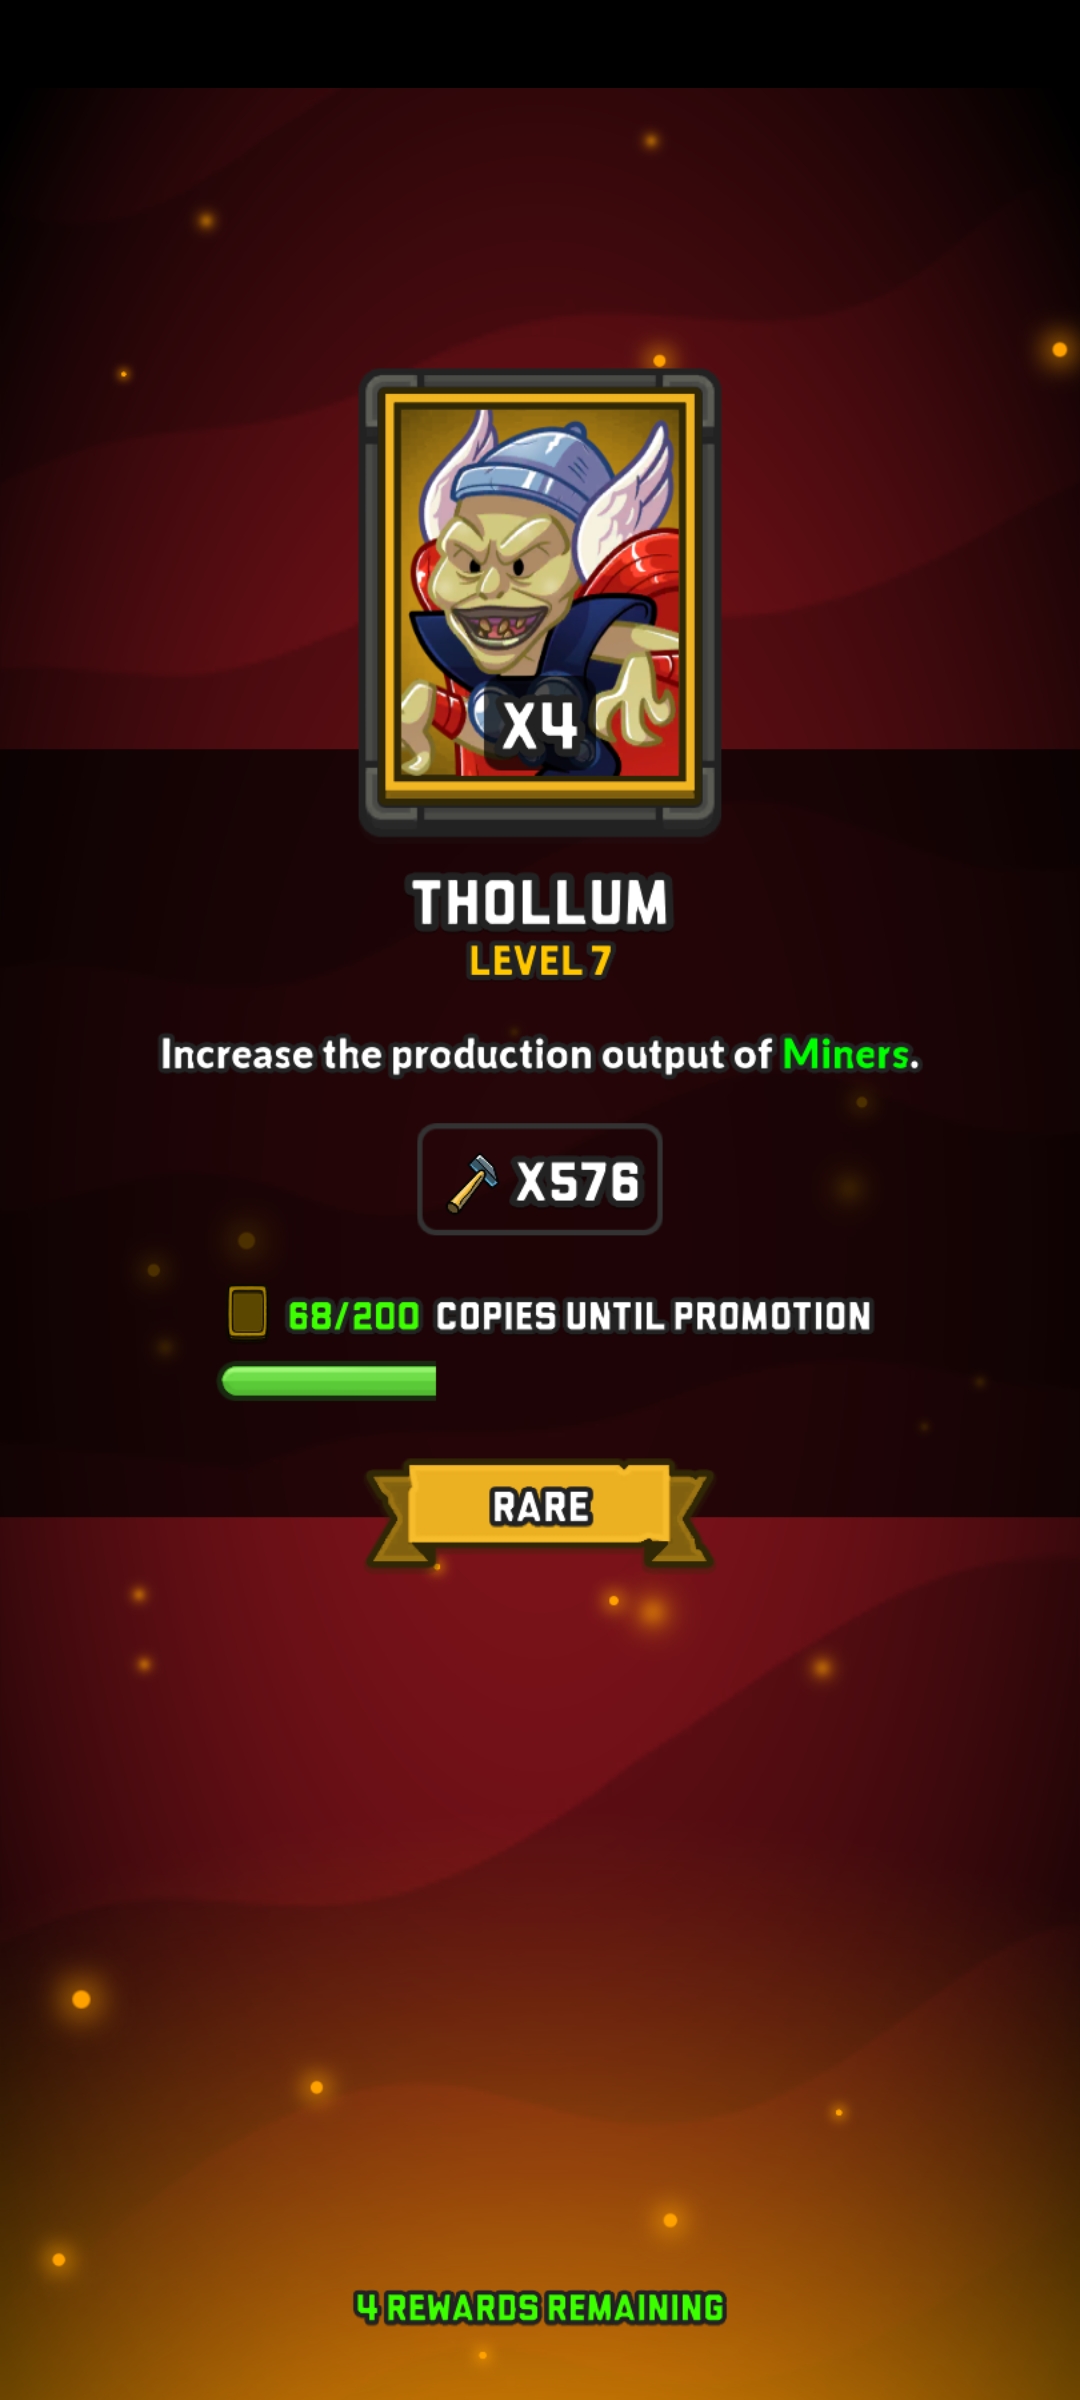 X4
THOLLUM
LEVEL 7
Increase the production output of Miners.
X576
68/200 COPIES UNTIL PROMOTION
RARE
4 REWARDS REMAINING